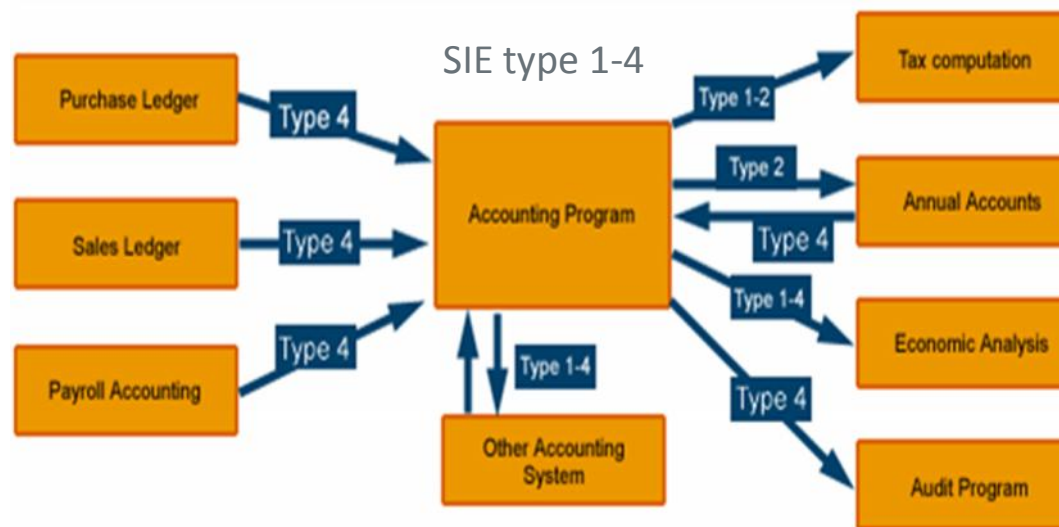 SIE type 1-4
Purchase Ledger
Type 4
Sales Ledger
Type 4
Payroll Accounting
Type 4
Accounting Program
Type 1-4
Other Accounting
System
Type 1-2
Tax computation
Type 2
Annual Accounts
Type 4
Type 1-4
Economic Analysis
Type 4
Audit Program